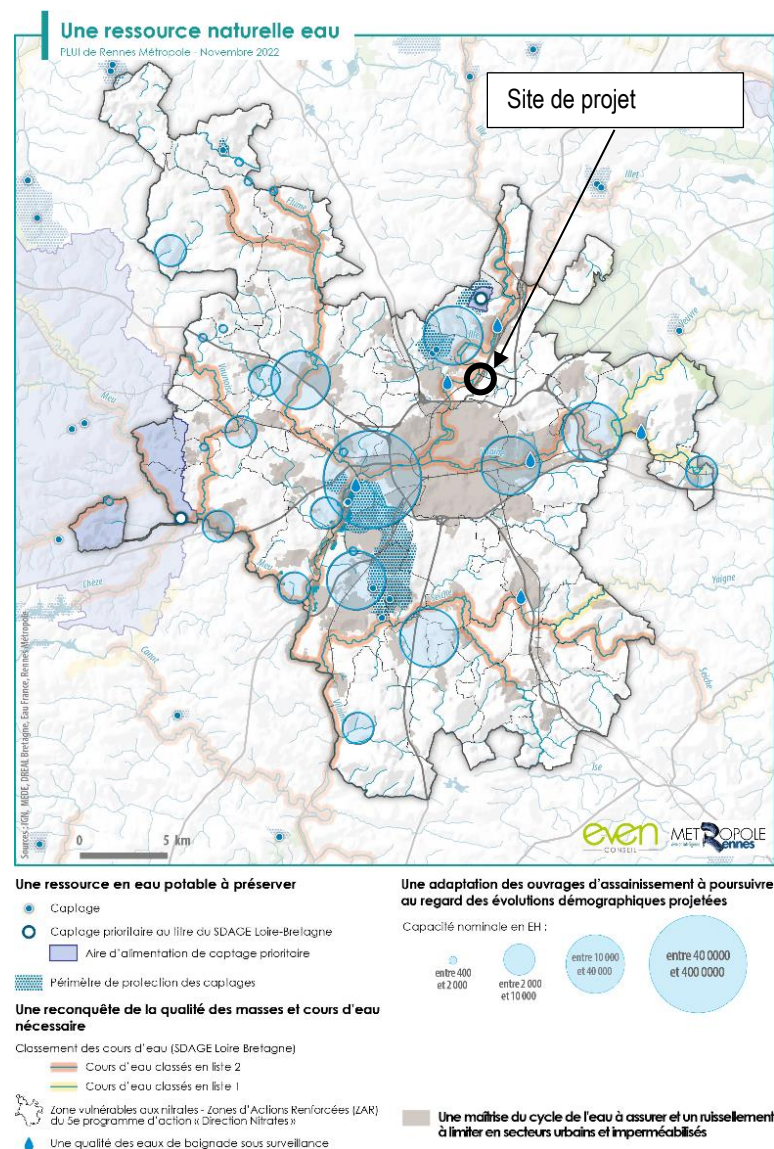 Une ressource naturelle eau
PLUI de Rennes Métropole - Novembre 2022
Site de projet
Illet
Flume
Vaunoise
Meu
Meu
Lhèze
Canut
Yaigne
Seiche
Seiche
Ise
Sources : IGN, MEDE, DREAL Bretagne, Eau France, Rennes Métropole
0 5 km
even
CONSEIL
METROPOLE
Rennes
Une ressource en eau potable à préserver
Captage
Captage prioritaire au titre du SDAGE Loire-Bretagne
Aire d'alimentation de captage prioritaire
Périmètre de protection des captages
Une reconquête de la qualité des masses et cours d'eau
nécessaire
Classement des cours d'eau (SDAGE Loire Bretagne)
Cours d'eau classés en liste 2
Cours d'eau classés en liste 1
Zone vulnérables aux nitrates - Zones d'Actions Renforcées (ZAR)
du 5e programme d'action « Direction Nitrates »
Une qualité des eaux de baignade sous surveillance
Une adaptation des ouvrages d'assainissement à poursuivre
au regard des évolutions démographiques projetées
Capacité nominale en EH :
entre 400
et 2 000
entre 2 000
et 10 000
entre 10 000
et 40 000
entre 40 0000
et 400 0000
Une maîtrise du cycle de l'eau à assurer et un ruissellement
à limiter en secteurs urbains et imperméabilisés